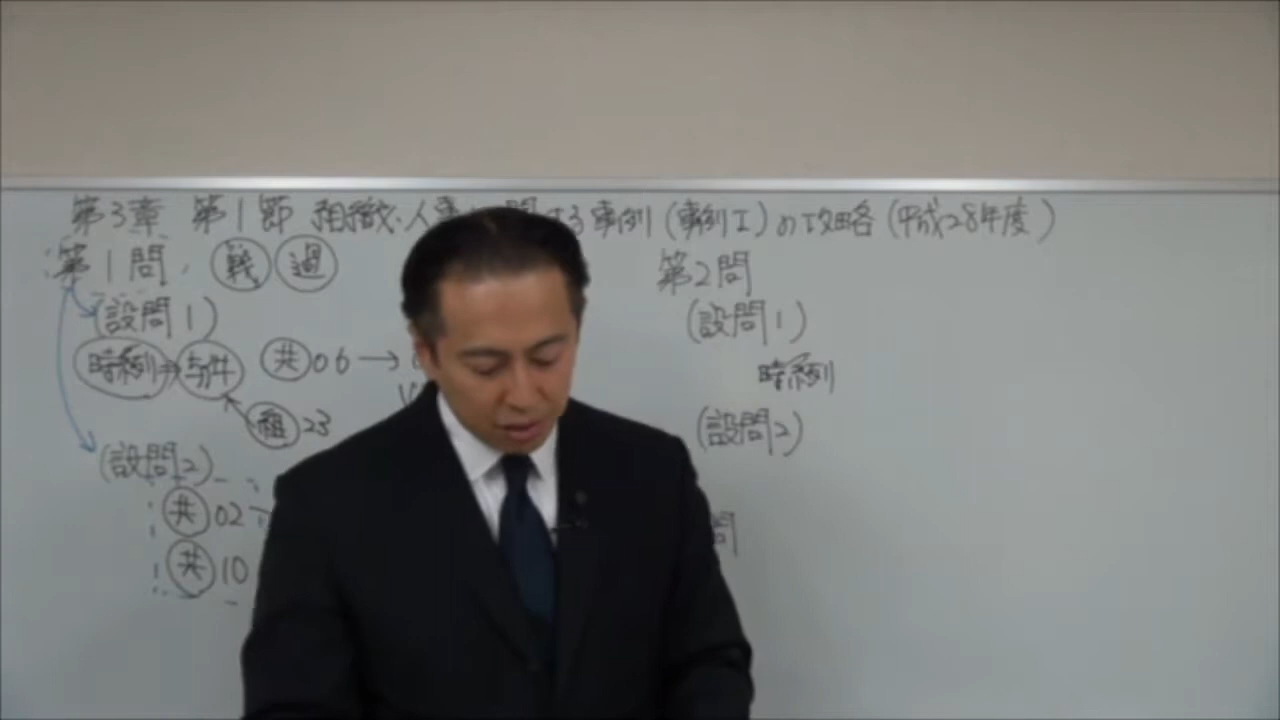 第3章 第1節 組織・人事に関する事例(事例I)の攻略(平成28年度)
第1問 戦 過
(設問1)
時系列 与件 共06→
組23
(設問2)
共02
共10
第2問
(設問1)
時系列
(設問2)
問